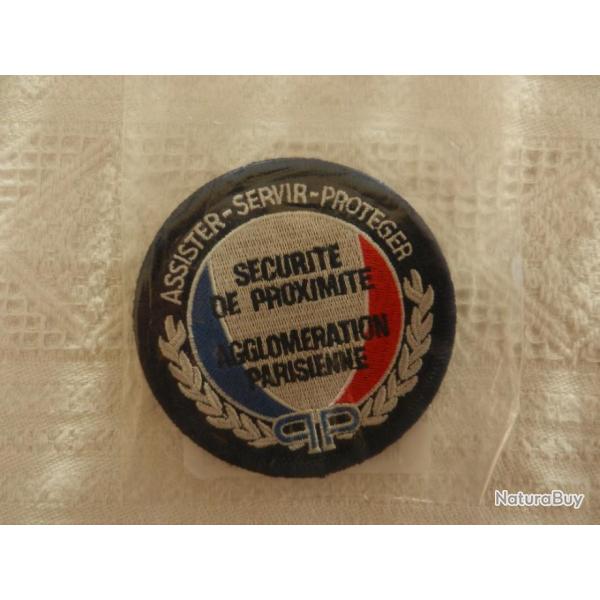 ASSISTER-SERVIR-PROTEGER
SECURITE
DE PROXIMITE
AGGLOMERATION
PARISIENNE
PP
NaturaBuy